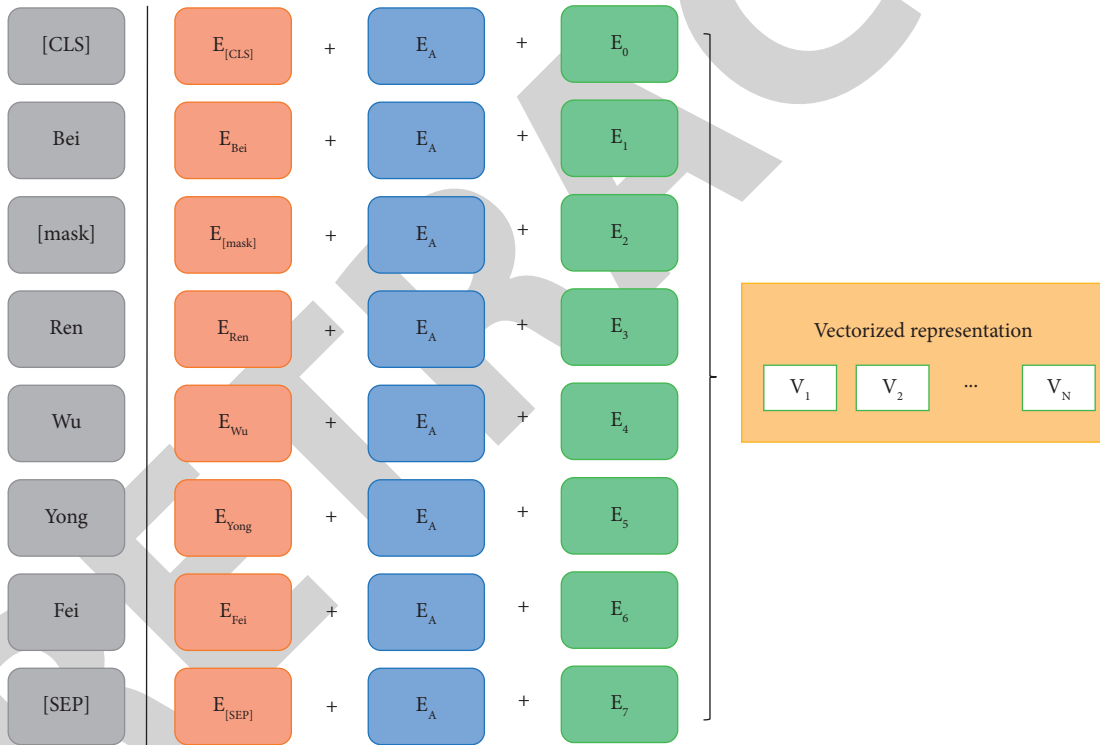 [CLS] E[CLS] + EA + E0
Bei EBei + EA + E1
[mask] E[mask] + EA + E2
Ren ERen + EA + E3
Vectorized representation
V1 V2 ... VN
Wu EWu + EA + E4
Yong EYong + EA + E5
Fei EFei + EA + E6
[SEP] E[SEP] + EA + E7
RETRAC